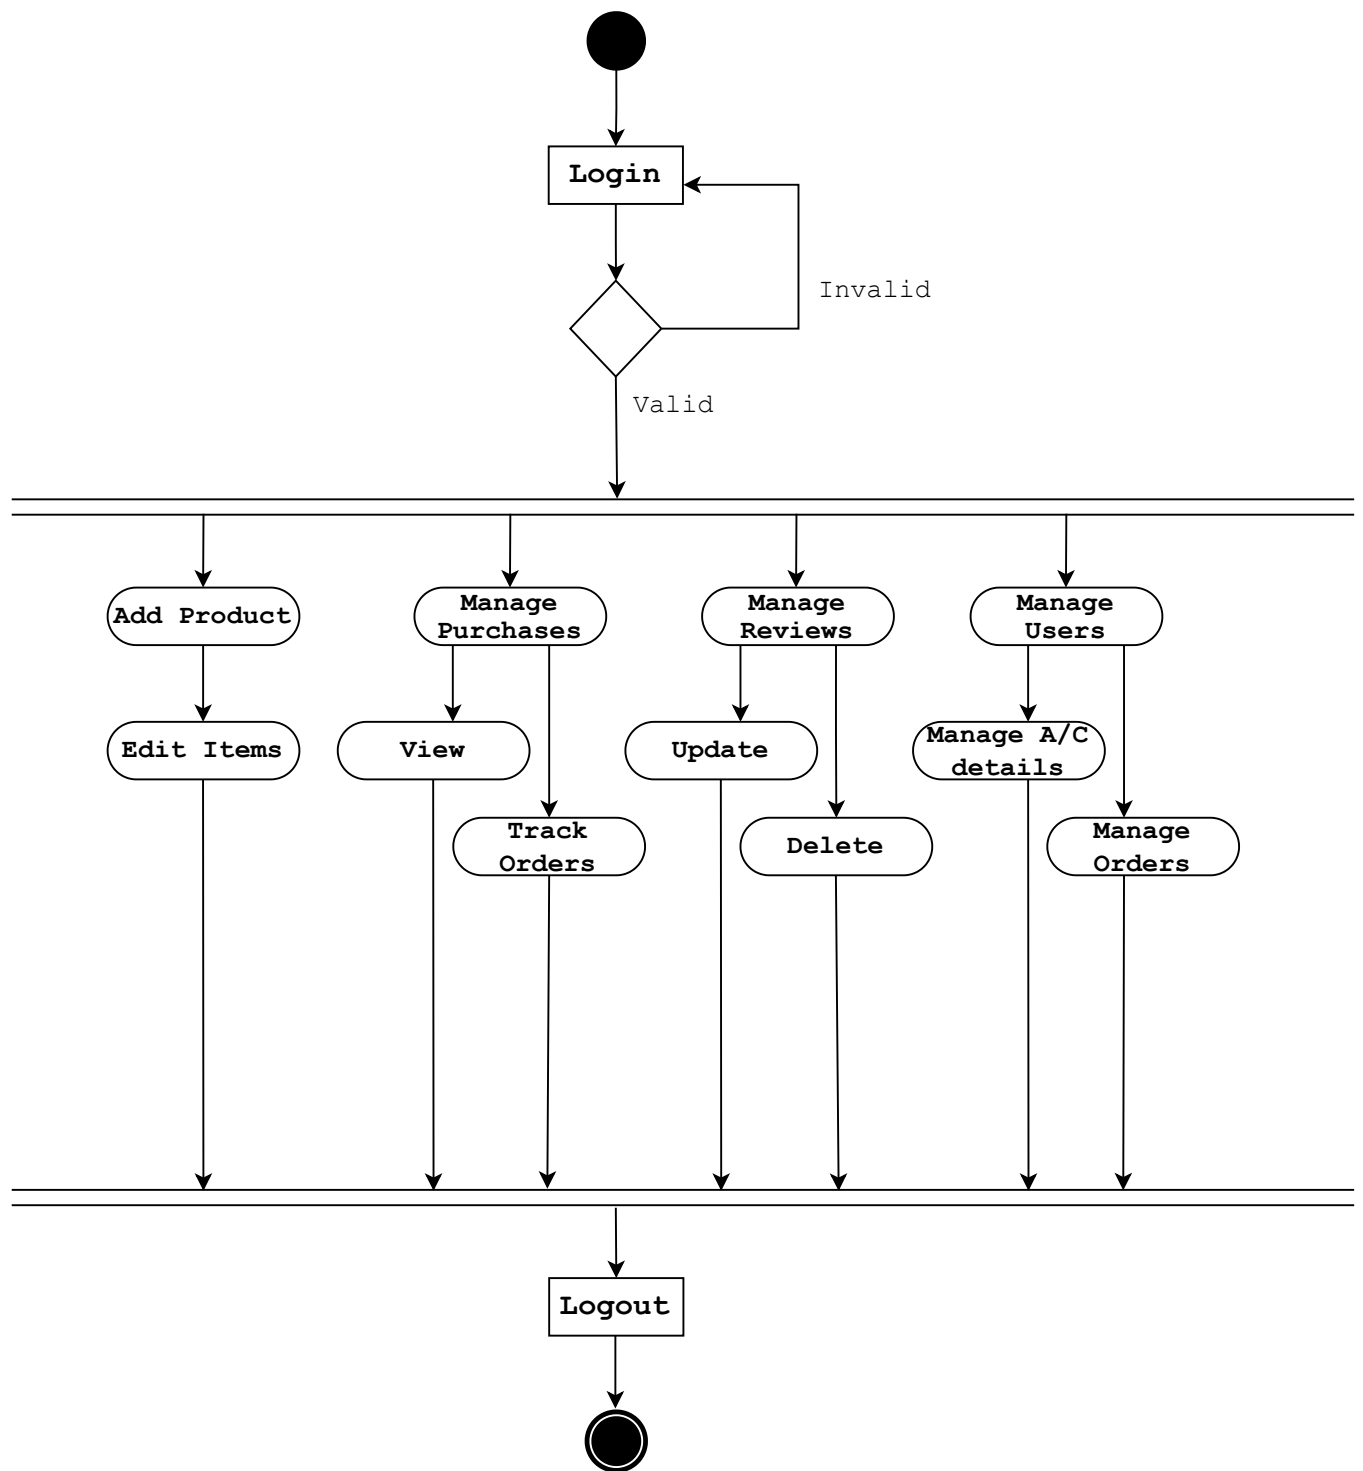 Login
Invalid
Valid
Add Product
Manage
Purchases
Manage
Reviews
Manage
Users
Edit Items
View
Update
Manage A/C
details
Track
Orders
Delete
Manage
Orders
Logout